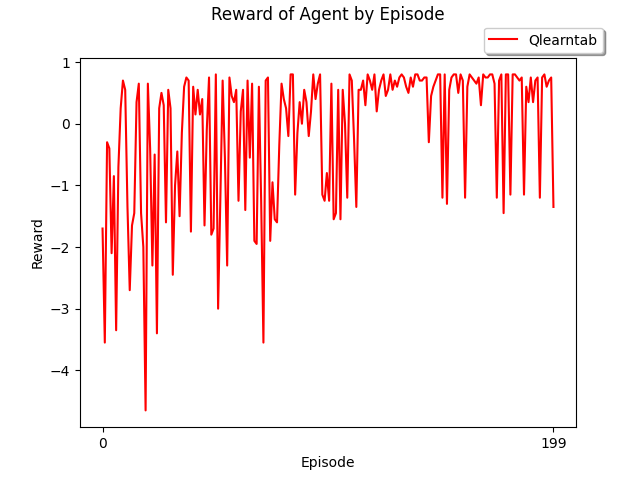 Reward of Agent by Episode
Qlearntab
1
0
−1
−2
−3
−4
Reward
0
199
Episode